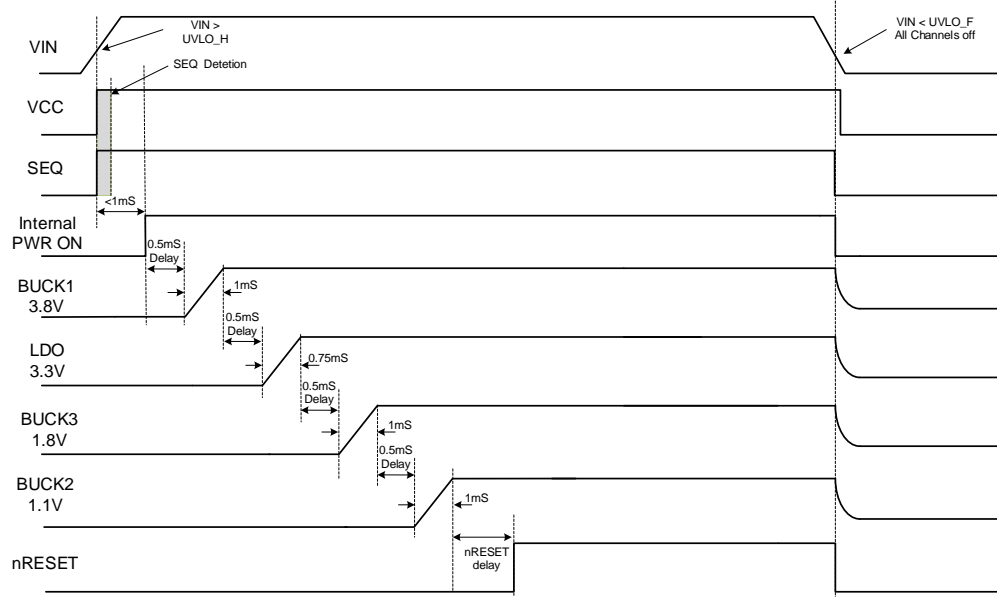 VIN
VIN >
UVLO_H
VIN < UVLO_F
All Channels off
SEQ Detetion
VCC
SEQ
<1mS
Internal
PWR ON
0.5mS
Delay
BUCK1
3.8V
1mS
0.5mS
Delay
LDO
3.3V
0.75mS
0.5mS
Delay
BUCK3
1.8V
1mS
0.5mS
Delay
BUCK2
1.1V
1mS
nRESET
delay
nRESET